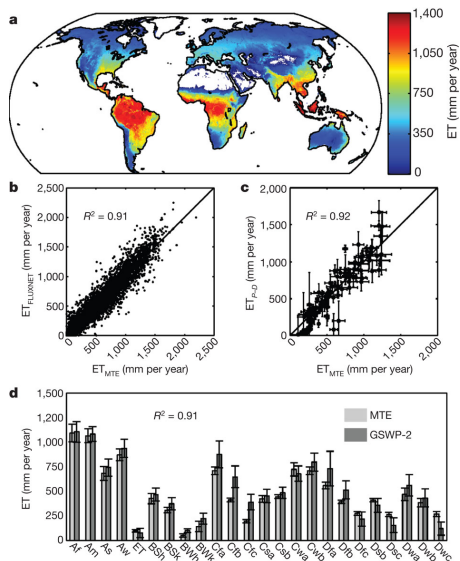 a
1,400
1,050
750
350
0
ET (mm per year)
b
2,500
2,000
1,500
1,000
500
0
R² = 0.91
ET_FLUXNET (mm per year)
0
500
1,000
1,500
2,000
2,500
ET_MTE (mm per year)
c
2,000
1,500
1,000
500
0
R² = 0.92
ET_P–D (mm per year)
0
500
1,000
1,500
2,000
ET_MTE (mm per year)
d
1,500
1,250
1,000
750
500
250
0
ET (mm per year)
R² = 0.91
MTE
GSWP-2
Af
Am
As
Aw
ET
BSh
BSk
BWh
BWk
Cfa
Cfb
Cfc
Csa
Csb
Cwa
Cwb
Dfa
Dfb
Dfc
Dsb
Dsc
Dwa
Dwb
Dwc